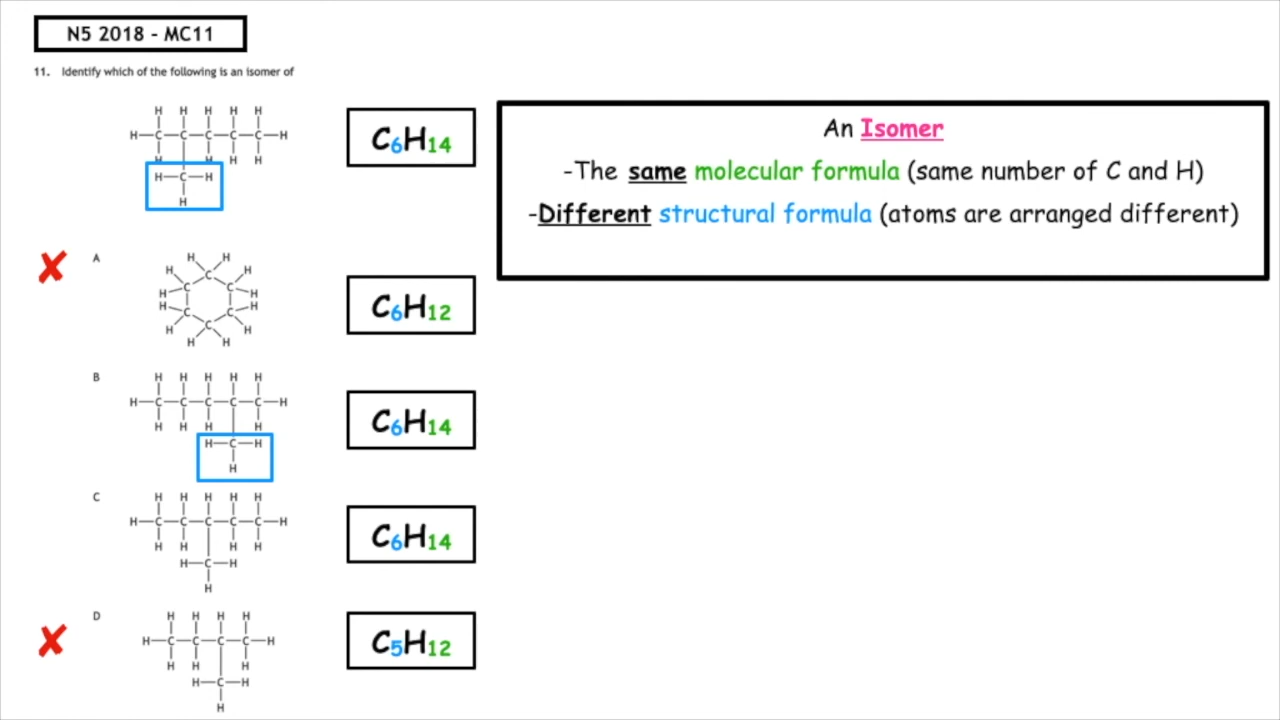 N5 2018 - MC11
11. Identify which of the following is an isomer of
H H H H H
H—C—C—C—C—C—H
H H H H
H—C—H
H
C6H14
An Isomer
-The same molecular formula (same number of C and H)
-Different structural formula (atoms are arranged different)
A
H H
H C H
H C C H
H C C H
H C H
H H
C6H12
B
H H H H H
H—C—C—C—C—C—H
H H H H
H—C—H
H
C6H14
C
H H H H H
H—C—C—C—C—C—H
H H H H
H—C—H
H
C6H14
D
H H H H
H—C—C—C—C—H
H H H
H—C—H
H
C5H12